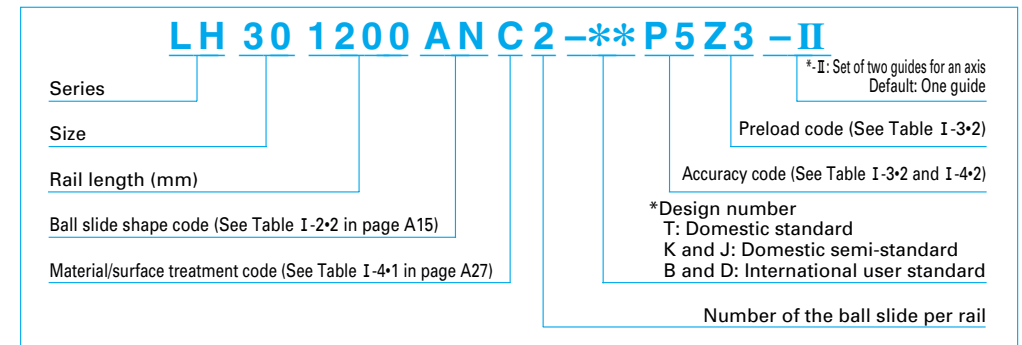 LH 30 1200 AN C 2 –** P5 Z3 –Ⅱ
*-Ⅱ: Set of two guides for an axis
Default: One guide
Series
Size
Preload code (See Table Ⅰ-3•2)
Rail length (mm)
Accuracy code (See Table Ⅰ-3•2 and Ⅰ-4•2)
Ball slide shape code (See Table Ⅰ-2•2 in page A15)
*Design number
T: Domestic standard
K and J: Domestic semi-standard
B and D: International user standard
Material/surface treatment code (See Table Ⅰ-4•1 in page A27)
Number of the ball slide per rail